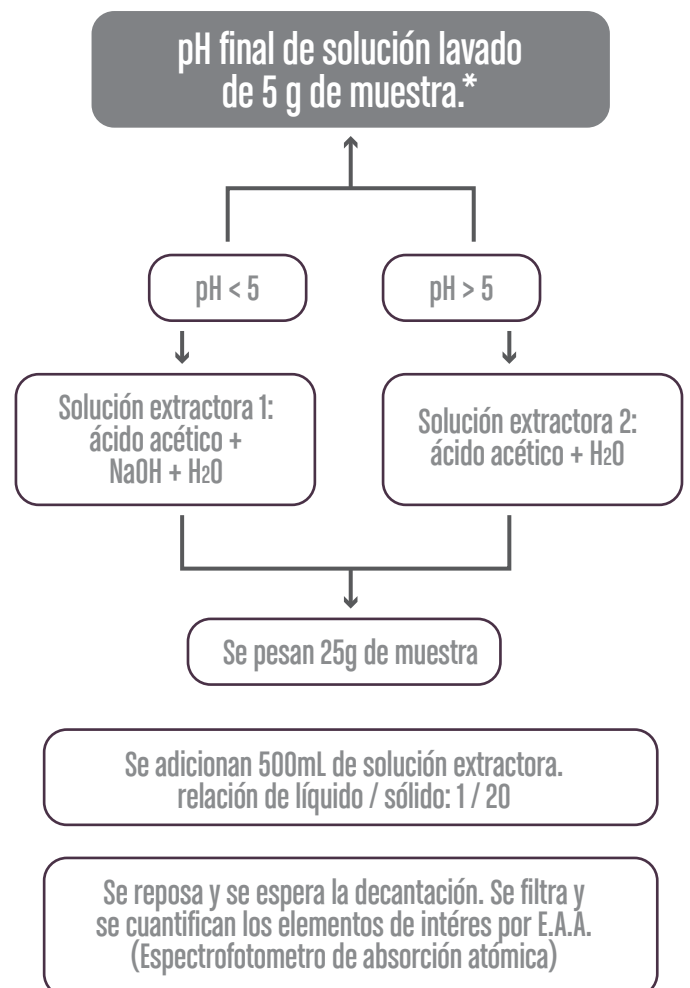 pH final de solución lavado
de 5 g de muestra.*
pH < 5
pH > 5
Solución extractora 1:
ácido acético +
NaOH + H2O
Solución extractora 2:
ácido acético + H2O
Se pesan 25g de muestra
Se adicionan 500mL de solución extractora.
relación de líquido / sólido: 1 / 20
Se reposa y se espera la decantación. Se filtra y
se cuantifican los elementos de intéres por E.A.A.
(Espectrofotometro de absorción atómica)